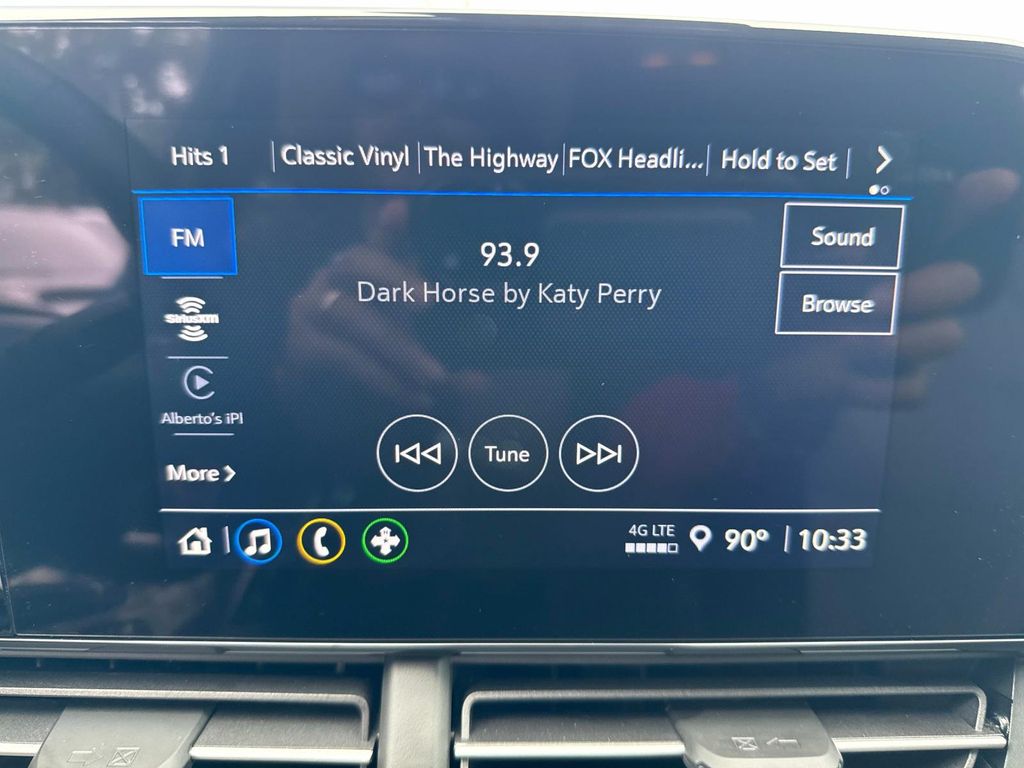 Hits 1 Classic Vinyl The Highway FOX Headli... Hold to Set
FM
93.9
Sound
Dark Horse by Katy Perry
Browse
SiriusXM
Alberto's iPl
Tune
More
4G LTE
90° 10:33